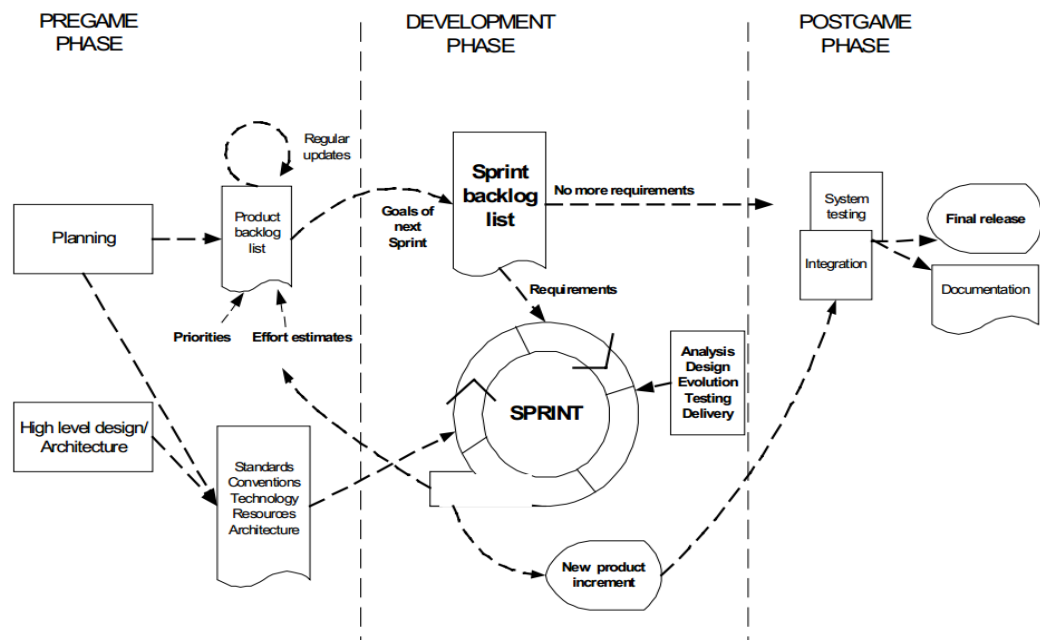 PREGAME
PHASE
DEVELOPMENT
PHASE
POSTGAME
PHASE
Regular
updates
Planning
Product
backlog
list
Goals of
next
Sprint
Sprint
backlog
list
No more requirements
System
testing
Integration
Final release
Documentation
Priorities
Effort estimates
Requirements
SPRINT
Analysis
Design
Evolution
Testing
Delivery
High level design/
Architecture
Standards
Conventions
Technology
Resources
Architecture
New product
increment